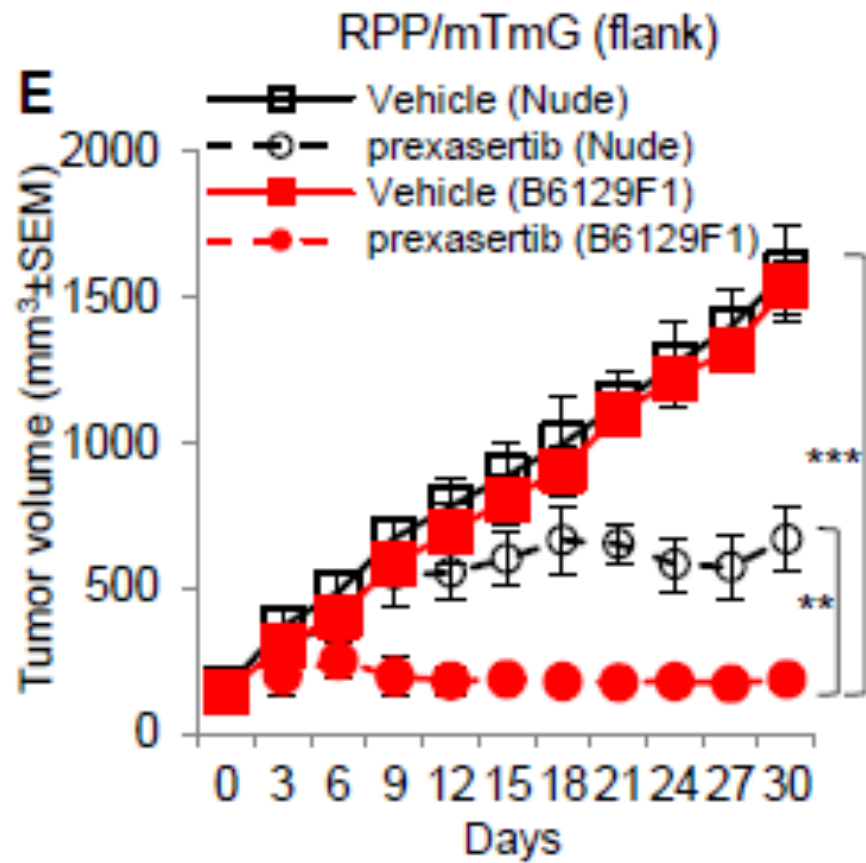 RPP/mTmG (flank)
E
Vehicle (Nude)
prexasertib (Nude)
Vehicle (B6129F1)
prexasertib (B6129F1)
Tumor volume (mm³±SEM)
2000
1500
1000
500
0
***
**
0 3 6 9 12 15 18 21 24 27 30
Days